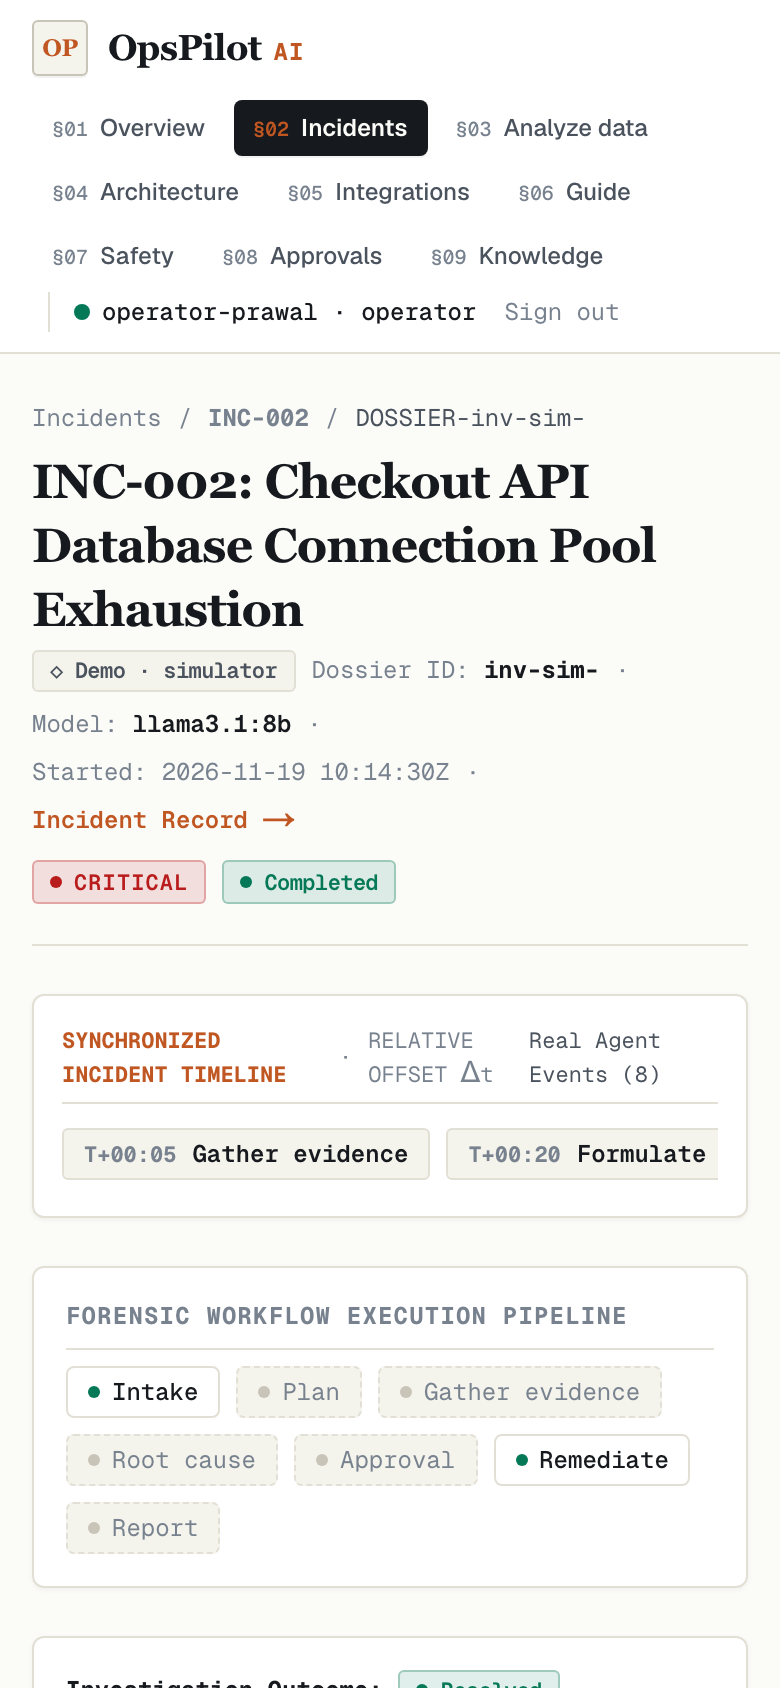 OP OpsPilot AI
§01 Overview §02 Incidents §03 Analyze data
§04 Architecture §05 Integrations §06 Guide
§07 Safety §08 Approvals §09 Knowledge
operator-prawal · operator Sign out
Incidents / INC-002 / DOSSIER-inv-sim-
INC-002: Checkout API
Database Connection Pool
Exhaustion
◇ Demo · simulator Dossier ID: inv-sim- ·
Model: llama3.1:8b ·
Started: 2026-11-19 10:14:30Z ·
Incident Record →
CRITICAL Completed
SYNCHRONIZED
INCIDENT TIMELINE
·
RELATIVE
OFFSET Δt
Real Agent
Events (8)
T+00:05 Gather evidence T+00:20 Formulate
FORENSIC WORKFLOW EXECUTION PIPELINE
Intake Plan Gather evidence
Root cause Approval Remediate
Report
Investigation Outcome: Resolved